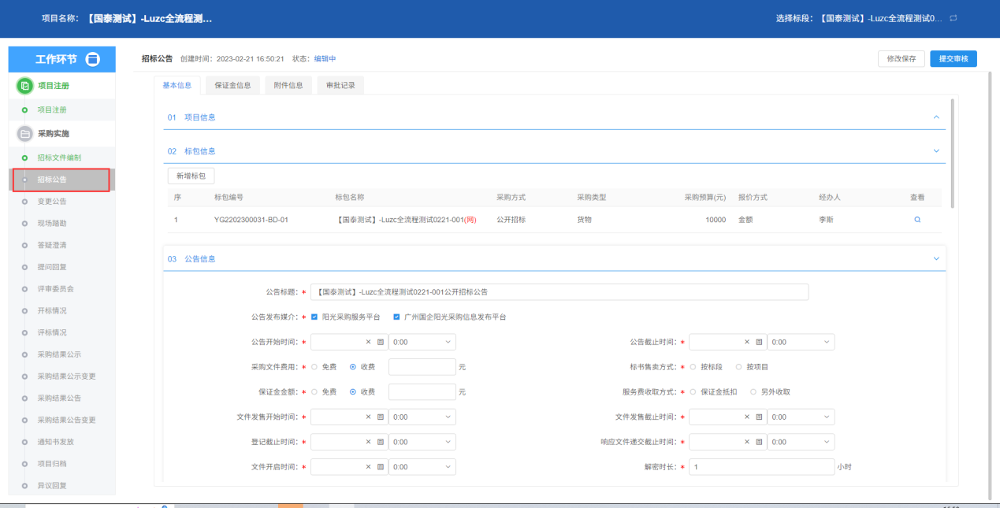 项目名称: 【国泰测试】-Luzc全流程测... 选择标段: 【国泰测试】-Luzc全流程测试0...
工作环节
项目注册
项目注册
采购实施
招标文件编制
招标公告
变更公告
现场踏勘
答疑澄清
提问回复
评审委员会
开标情况
评标情况
采购结果公示
采购结果公示变更
采购结果公告
采购结果公告变更
通知书发放
项目归档
异议回复
招标公告 创建时间: 2023-02-21 16:50:21 状态: 编辑中 修改保存 提交审核
基本信息 保证金信息 附件信息 审批记录
01 项目信息
02 标包信息
新增标包
序 标包编号 标包名称 采购方式 采购类型 采购预算(元) 报价方式 经办人 查看
1 YG2202300031-BD-01 【国泰测试】-Luzc全流程测试0221-001(网) 公开招标 货物 10000 金额 李斯
03 公告信息
公告标题: * 【国泰测试】-Luzc全流程测试0221-001公开招标公告
公告发布媒介: * 阳光采购服务平台 广州国企阳光采购信息发布平台
公告开始时间: * 0:00 公告截止时间: * 0:00
采购文件费用: * 免费 收费 元 标书售卖方式: * 按标段 按项目
保证金金额: * 免费 收费 元 服务费收取方式: * 保证金抵扣 另外收取
文件发售开始时间: * 0:00 文件发售截止时间: * 0:00
登记截止时间: * 0:00 响应文件递交截止时间: * 0:00
文件开启时间: * 0:00 解密时长: * 1 小时